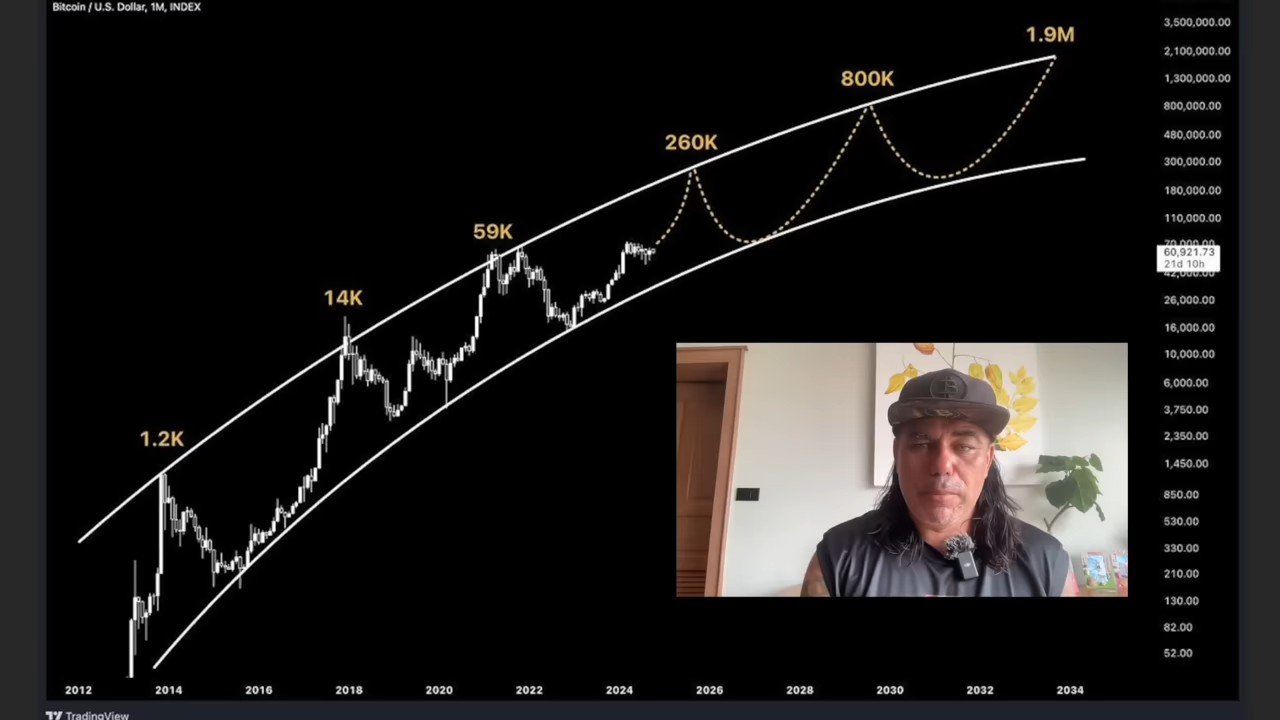 Bitcoin / U.S. Dollar, 1M, INDEX
3,500,000.00
1.9M
2,100,000.00
800K
1,300,000.00
800,000.00
260K
480,000.00
300,000.00
180,000.00
59K
110,000.00
70,000.00
60,921.73
21d 10h
42,000.00
14K
26,000.00
16,000.00
10,000.00
6,000.00
3,750.00
1.2K
2,350.00
1,450.00
850.00
530.00
330.00
210.00
130.00
82.00
52.00
2012 2014 2016 2018 2020 2022 2024 2026 2028 2030 2032 2034
TradingView